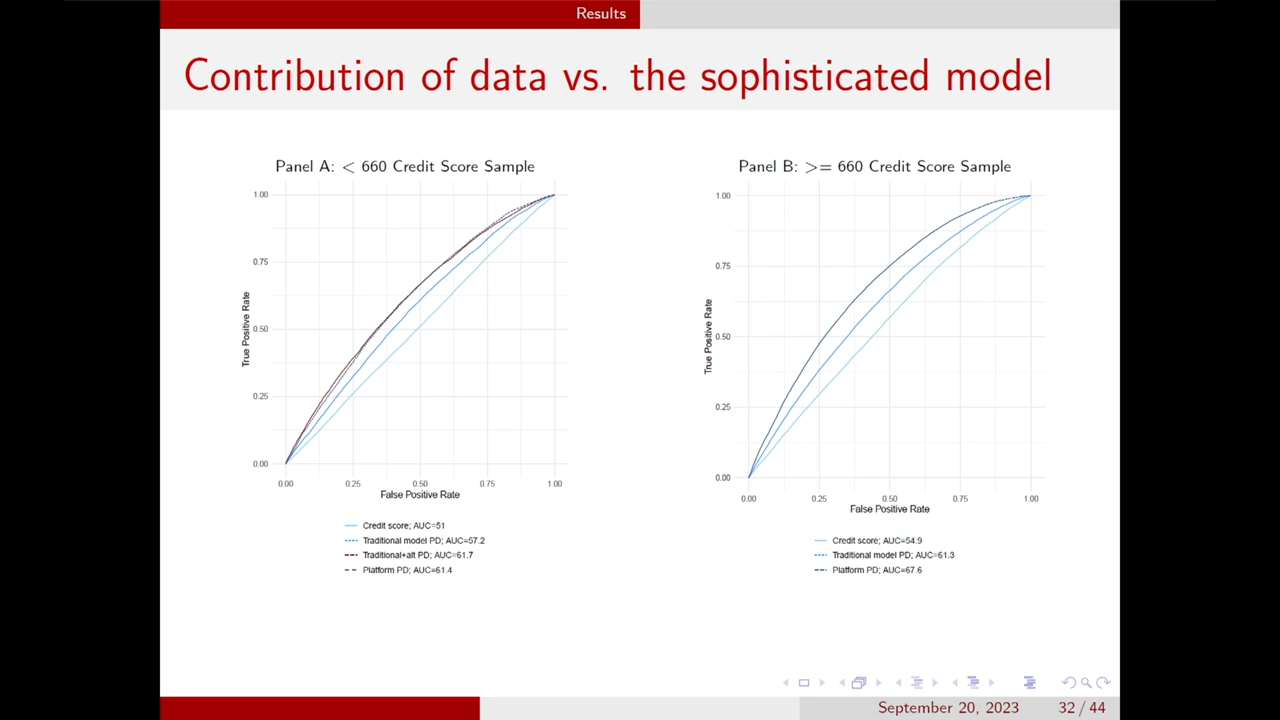 Results
Contribution of data vs. the sophisticated model
Panel A: < 660 Credit Score Sample
1.00
0.75
0.50
0.25
0.00
True Positive Rate
0.00 0.25 0.50 0.75 1.00
False Positive Rate
Credit score; AUC=51
Traditional model PD; AUC=57.2
Traditional+alt PD; AUC=61.7
Platform PD; AUC=61.4
Panel B: >= 660 Credit Score Sample
1.00
0.75
0.50
0.25
0.00
True Positive Rate
0.00 0.25 0.50 0.75 1.00
False Positive Rate
Credit score; AUC=54.9
Traditional model PD; AUC=61.3
Platform PD; AUC=67.6
September 20, 2023 32 / 44